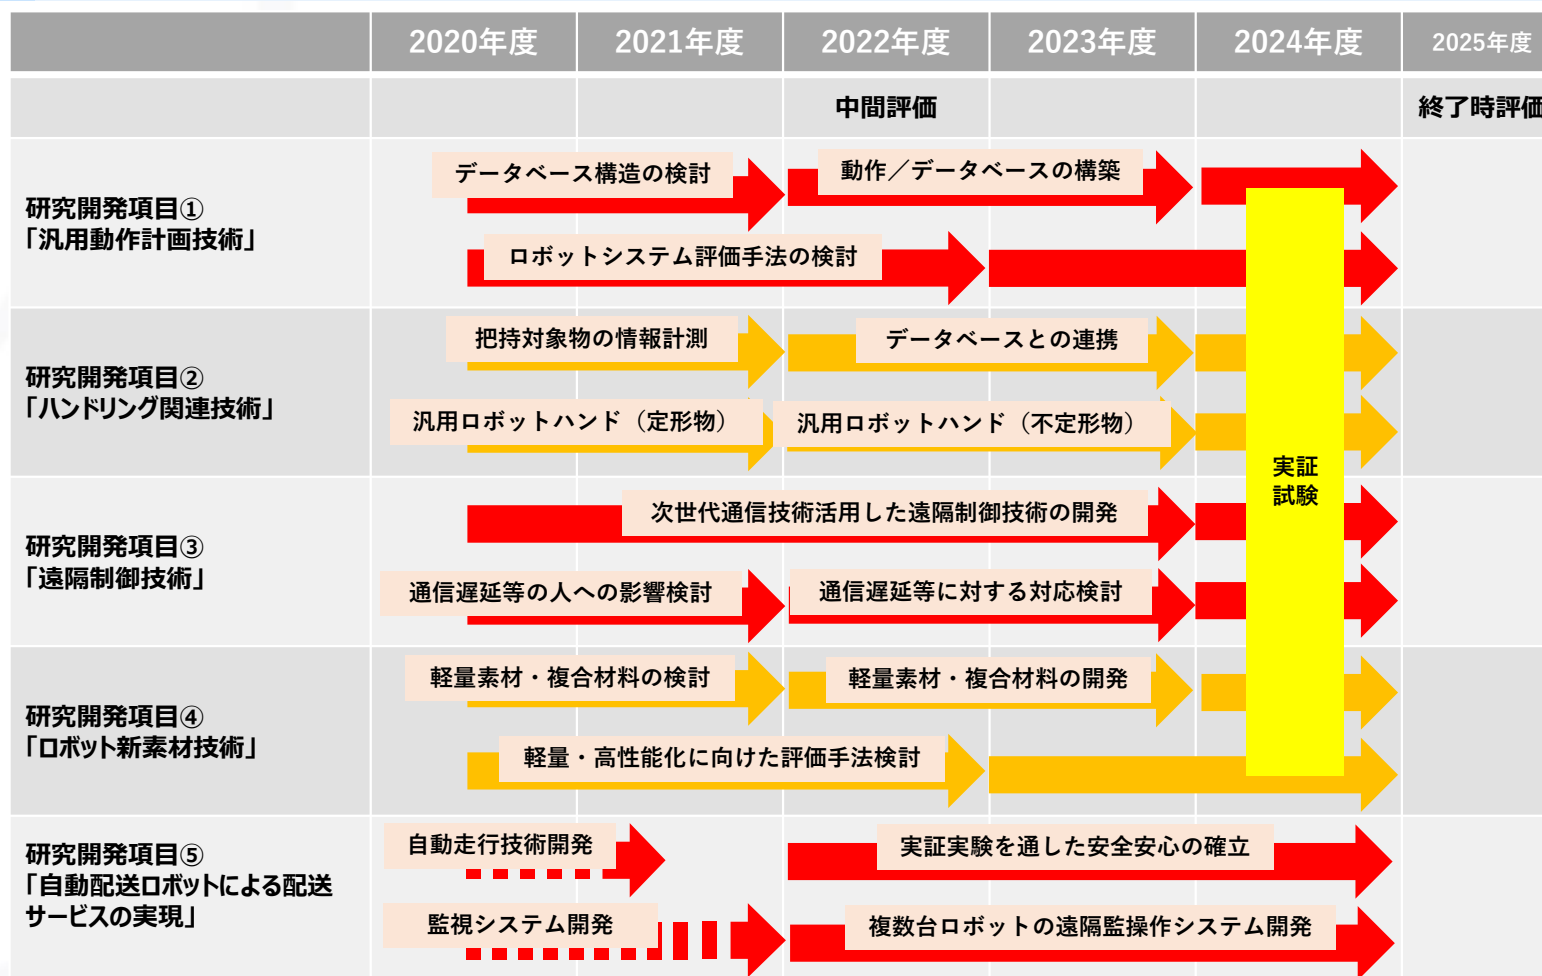 2020年度
2021年度
2022年度
2023年度
2024年度
2025年度
中間評価
終了時評価
研究開発項目①
「汎用動作計画技術」
データベース構造の検討
動作／データベースの構築
ロボットシステム評価手法の検討
研究開発項目②
「ハンドリング関連技術」
把持対象物の情報計測
データベースとの連携
汎用ロボットハンド（定形物）
汎用ロボットハンド（不定形物）
実証
試験
研究開発項目③
「遠隔制御技術」
次世代通信技術活用した遠隔制御技術の開発
通信遅延等の人への影響検討
通信遅延等に対する対応検討
研究開発項目④
「ロボット新素材技術」
軽量素材・複合材料の検討
軽量素材・複合材料の開発
軽量・高性能化に向けた評価手法検討
研究開発項目⑤
「自動配送ロボットによる配送
サービスの実現」
自動走行技術開発
実証実験を通した安全安心の確立
監視システム開発
複数台ロボットの遠隔監操作システム開発